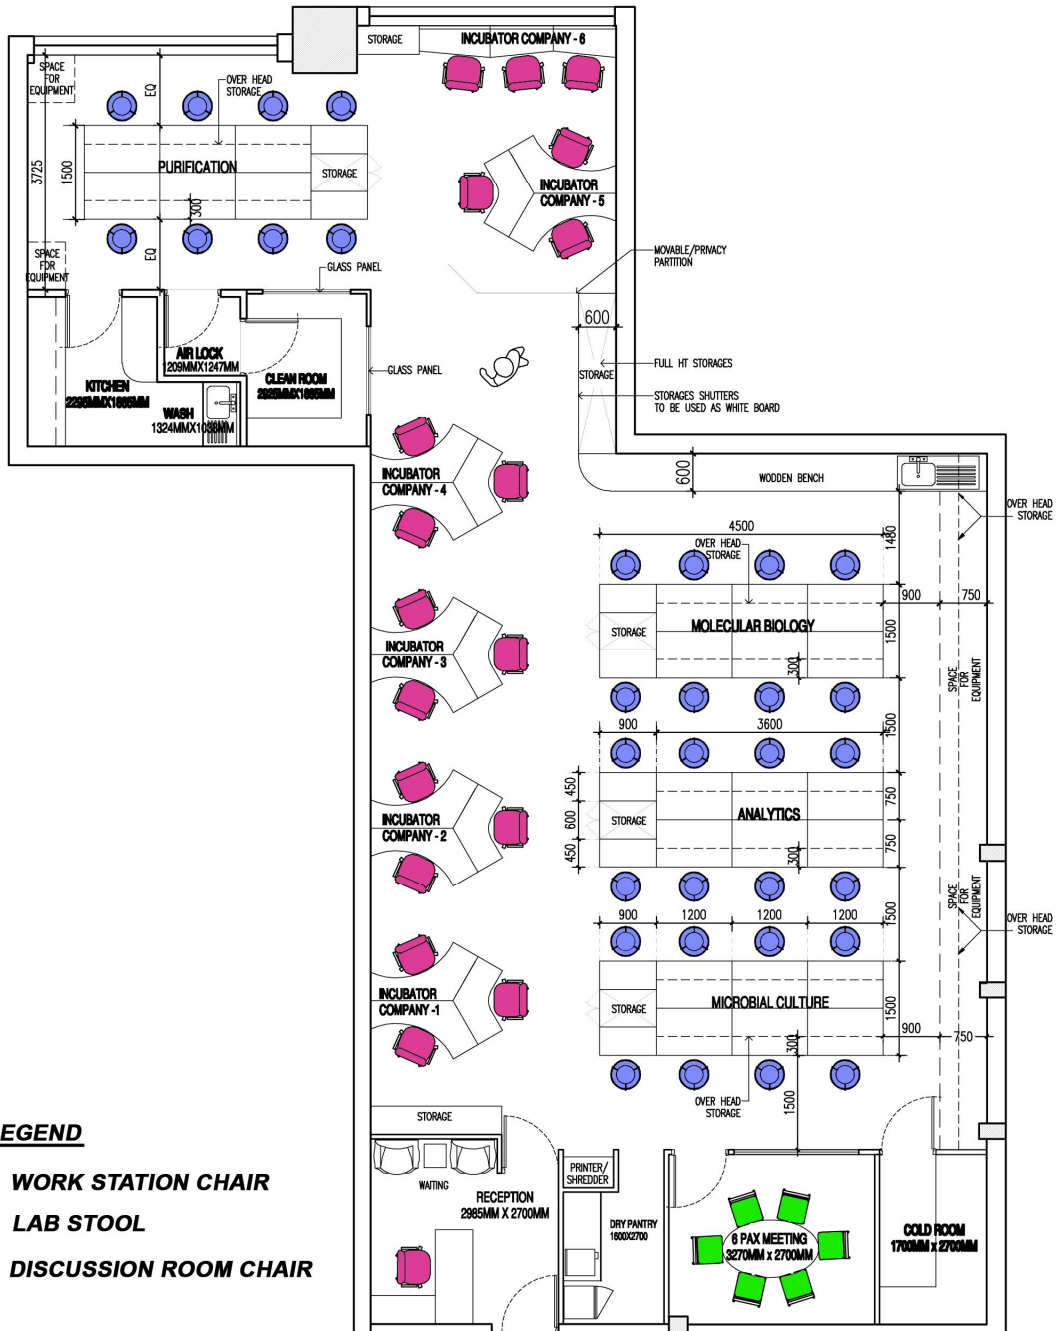 STORAGE
INCUBATOR COMPANY - 6
SPACE
FOR
EQUIPMENT
OVER HEAD
STORAGE
EQ
3725
1500
PURIFICATION
STORAGE
300
INCUBATOR
COMPANY - 5
SPACE
FOR
EQUIPMENT
EQ
GLASS PANEL
MOVABLE/PRIVACY
PARTITION
600
AIR LOCK
1209MMX1247MM
GLASS PANEL
FULL HT STORAGES
STORAGE
KITCHEN
2295MMX1885MM
CLEAN ROOM
2925MMX1885MM
STORAGES SHUTTERS
TO BE USED AS WHITE BOARD
WASH
1324MMX1038MM
INCUBATOR
COMPANY - 4
600
WODDEN BENCH
OVER HEAD
STORAGE
4500
1480
OVER HEAD
STORAGE
900
750
STORAGE
MOLECULAR BIOLOGY
1500
300
INCUBATOR
COMPANY - 3
SPACE
FOR
EQUIPMENT
900
3600
1500
450
600
450
STORAGE
ANALYTICS
750
750
300
INCUBATOR
COMPANY - 2
SPACE
FOR
EQUIPMENT
900
1200
1200
1200
1500
OVER HEAD
STORAGE
INCUBATOR
COMPANY -1
STORAGE
MICROBIAL CULTURE
1500
300
900
750
OVER HEAD
STORAGE
1500
STORAGE
EGEND
WORK STATION CHAIR
LAB STOOL
DISCUSSION ROOM CHAIR
WAITING
RECEPTION
2985MM X 2700MM
PRINTER/
SHREDDER
DRY PANTRY
1600X2700
6 PAX MEETING
3270MM x 2700MM
COLD ROOM
1700MM x 2700MM